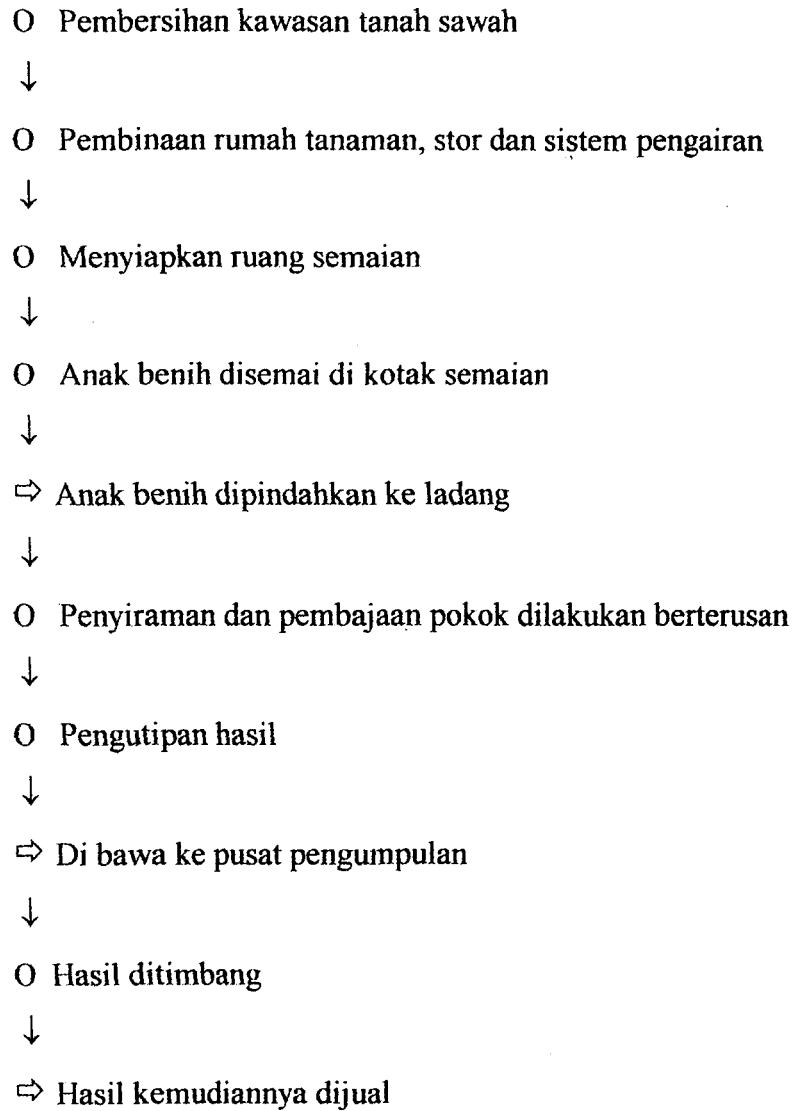 O Pembersihan kawasan tanah sawah
↓
O Pembinaan rumah tanaman, stor dan sistem pengairan
↓
O Menyiapkan ruang semaian
↓
O Anak benih disemai di kotak semaian
↓
⇨ Anak benih dipindahkan ke ladang
↓
O Penyiraman dan pembajaan pokok dilakukan berterusan
↓
O Pengutipan hasil
↓
⇨ Di bawa ke pusat pengumpulan
↓
O Hasil ditimbang
↓
⇨ Hasil kemudiannya dijual